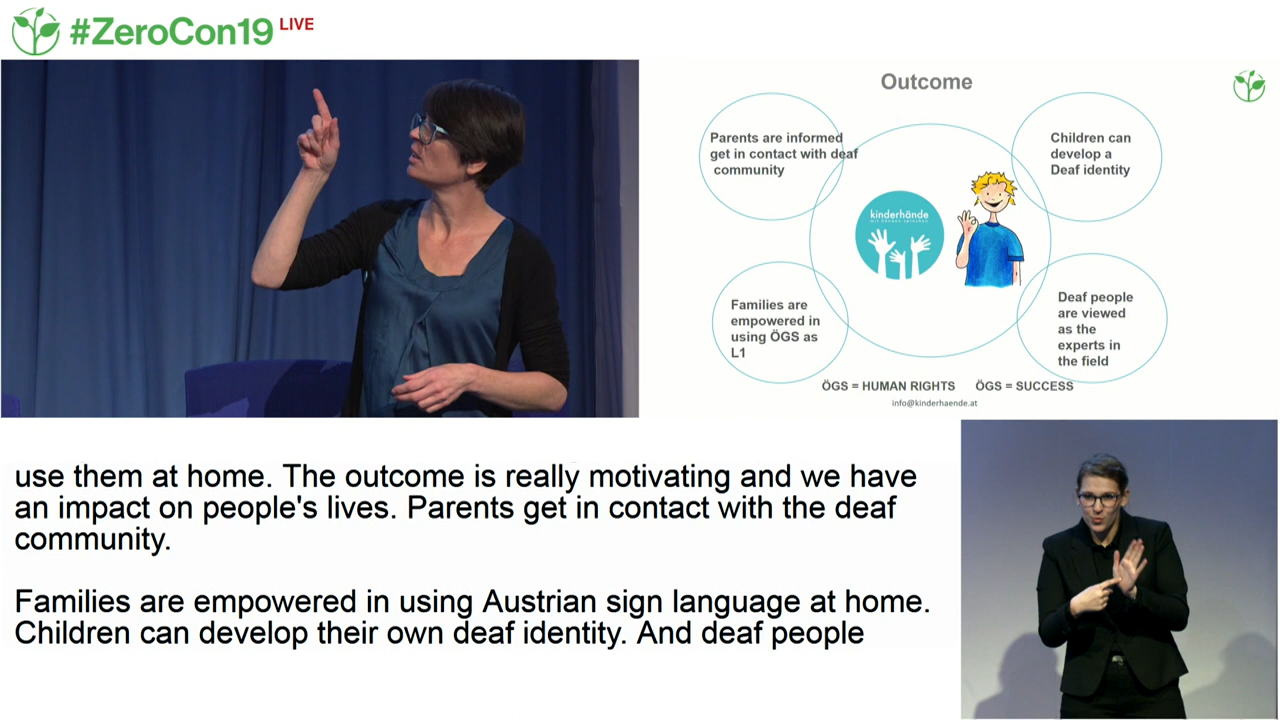 #ZeroCon19 LIVE
Outcome
Parents are informed
get in contact with deaf
community
Children can
develop a
Deaf identity
kinderhände
mit händen sprechen
Families are
empowered in
using ÖGS as
L1
Deaf people
are viewed
as the
experts in
the field
ÖGS = HUMAN RIGHTS ÖGS = SUCCESS
info@kinderhaende.at
use them at home. The outcome is really motivating and we have
an impact on people's lives. Parents get in contact with the deaf
community.
Families are empowered in using Austrian sign language at home.
Children can develop their own deaf identity. And deaf people